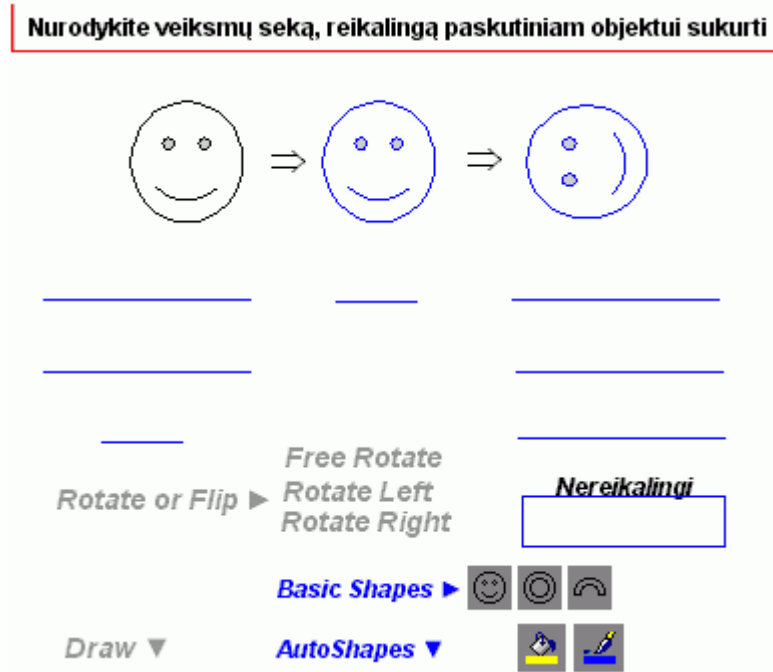 Nurodykite veiksmų seką, reikalingą paskutiniam objektui sukurti
Free Rotate
Rotate or Flip ►
Rotate Left
Rotate Right
Nereikalingi
Basic Shapes ►
Draw ▼
AutoShapes ▼